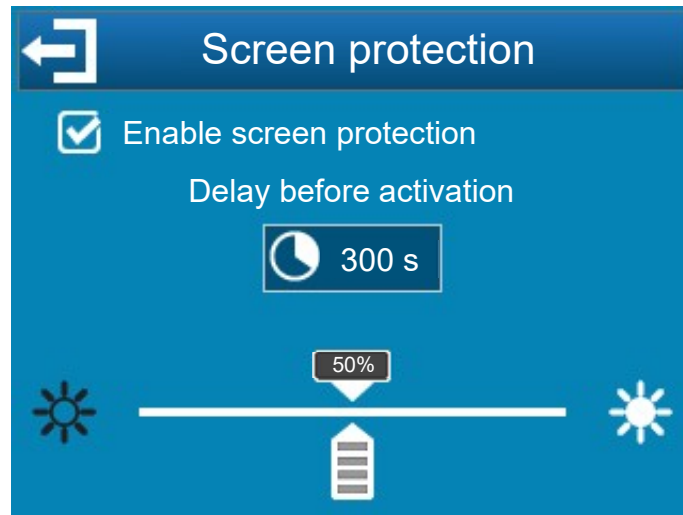 Screen protection
Enable screen protection
Delay before activation
300 s
50%